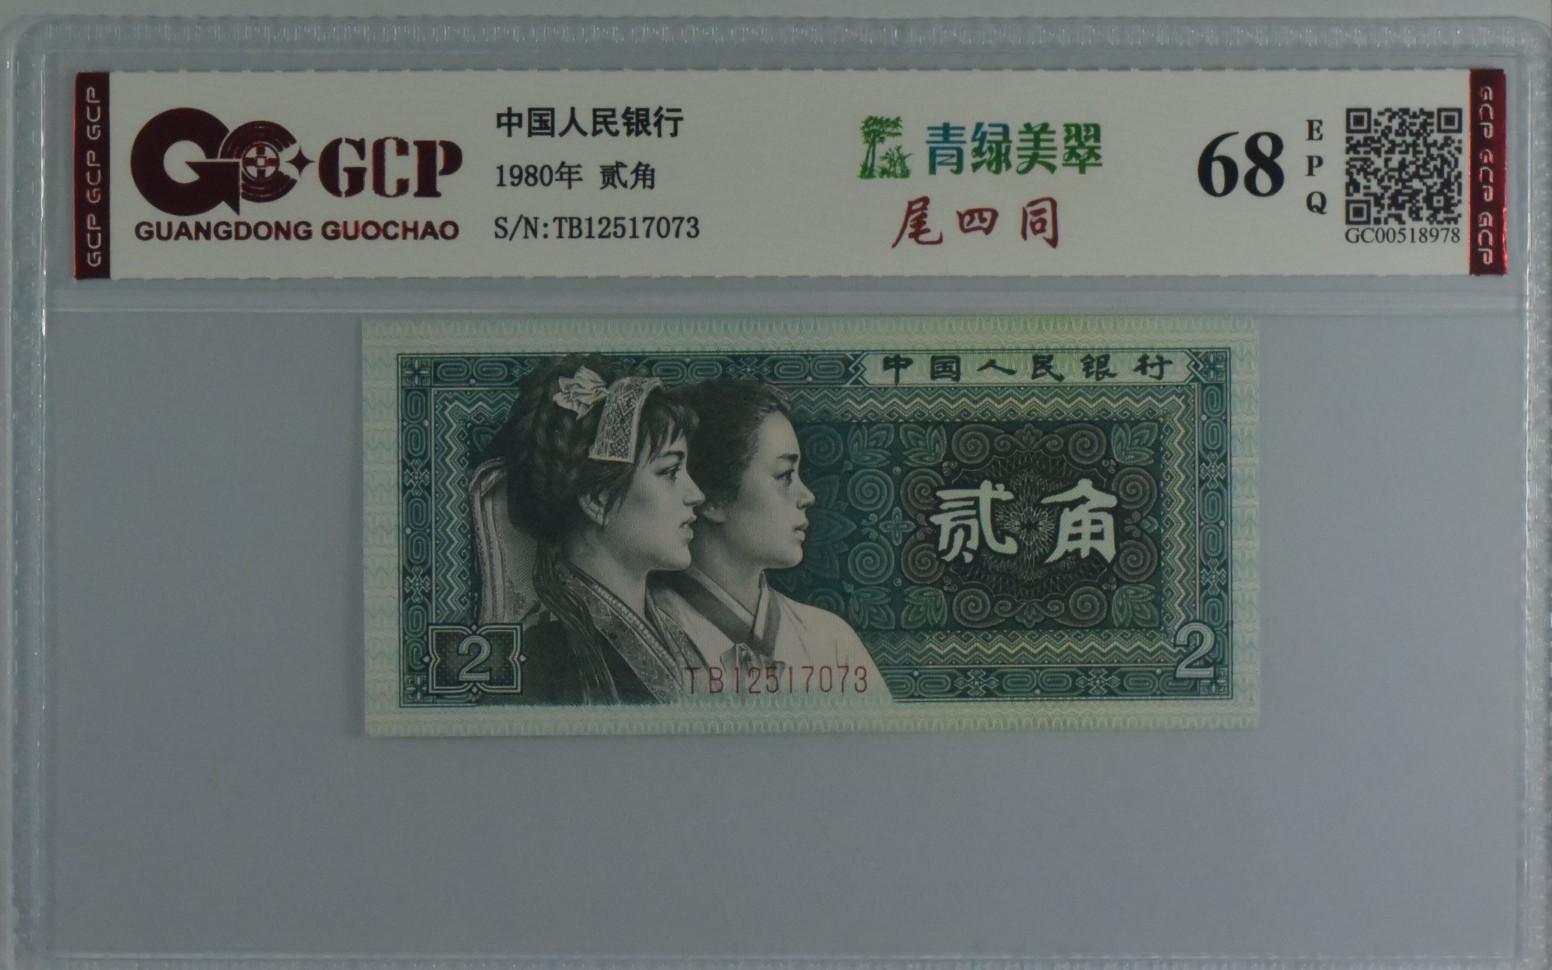 GCP GCP GCP
GCP
GUANGDONG GUOCHAO
中国人民银行
1980年 贰角
S/N:TB12517073
青绿美翠
尾四同
68
EPQ
GC00518978
GCP GCP GCP
中国人民银行
贰角
2
TB12517073
2